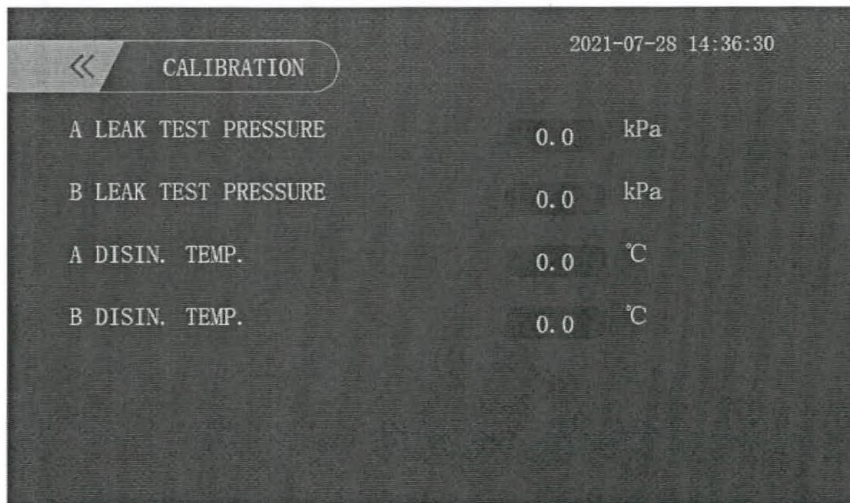 2021-07-28 14:36:30
« CALIBRATION
A LEAK TEST PRESSURE 0.0 kPa
B LEAK TEST PRESSURE 0.0 kPa
A DISIN. TEMP. 0.0 ℃
B DISIN. TEMP. 0.0 ℃